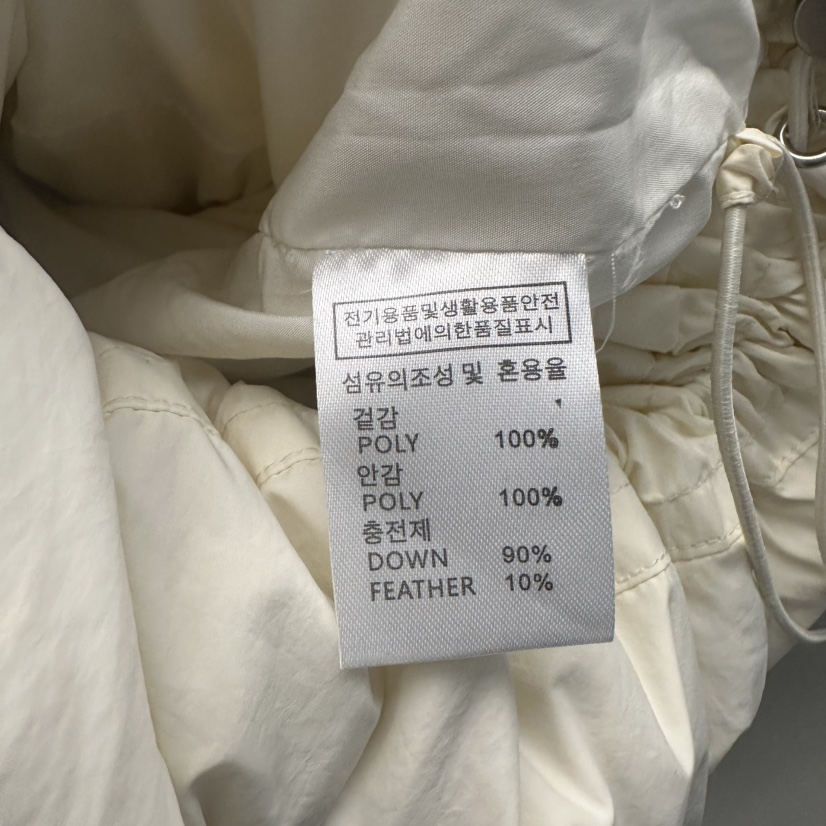 전기용품및생활용품안전
관리법에의한품질표시
섬유의조성 및 혼용율
겉감
POLY 100%
안감
POLY 100%
충전제
DOWN 90%
FEATHER 10%